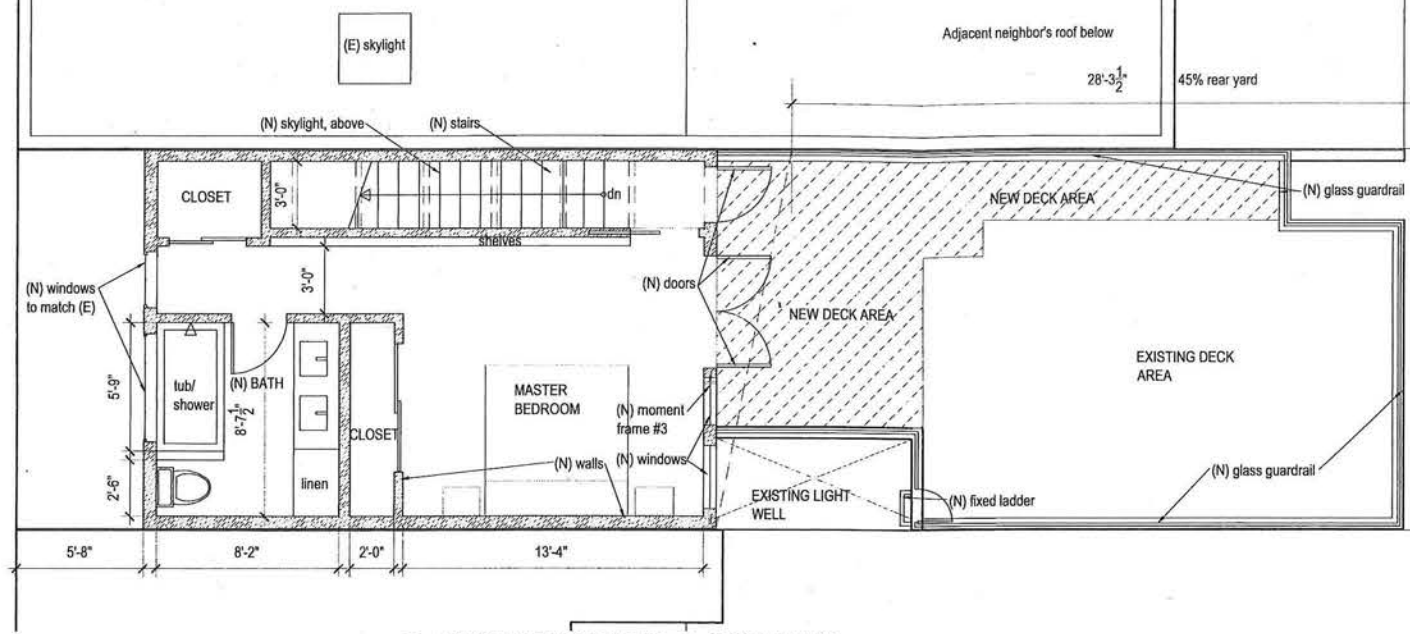 (E) skylight
Adjacent neighbor's roof below
28'-3 1/2"
45% rear yard
(N) skylight, above
(N) stairs
CLOSET
3'-0"
dn
NEW DECK AREA
(N) glass guardrail
shelves
(N) windows
to match (E)
3'-0"
(N) doors
NEW DECK AREA
EXISTING DECK
AREA
5'-9"
tub/
shower
(N) BATH
8'-7 1/2"
MASTER
BEDROOM
(N) moment
frame #3
CLOSET
(N) walls
(N) windows
(N) glass guardrail
2'-6"
linen
EXISTING LIGHT
WELL
(N) fixed ladder
5'-8"
8'-2"
2'-0"
13'-4"